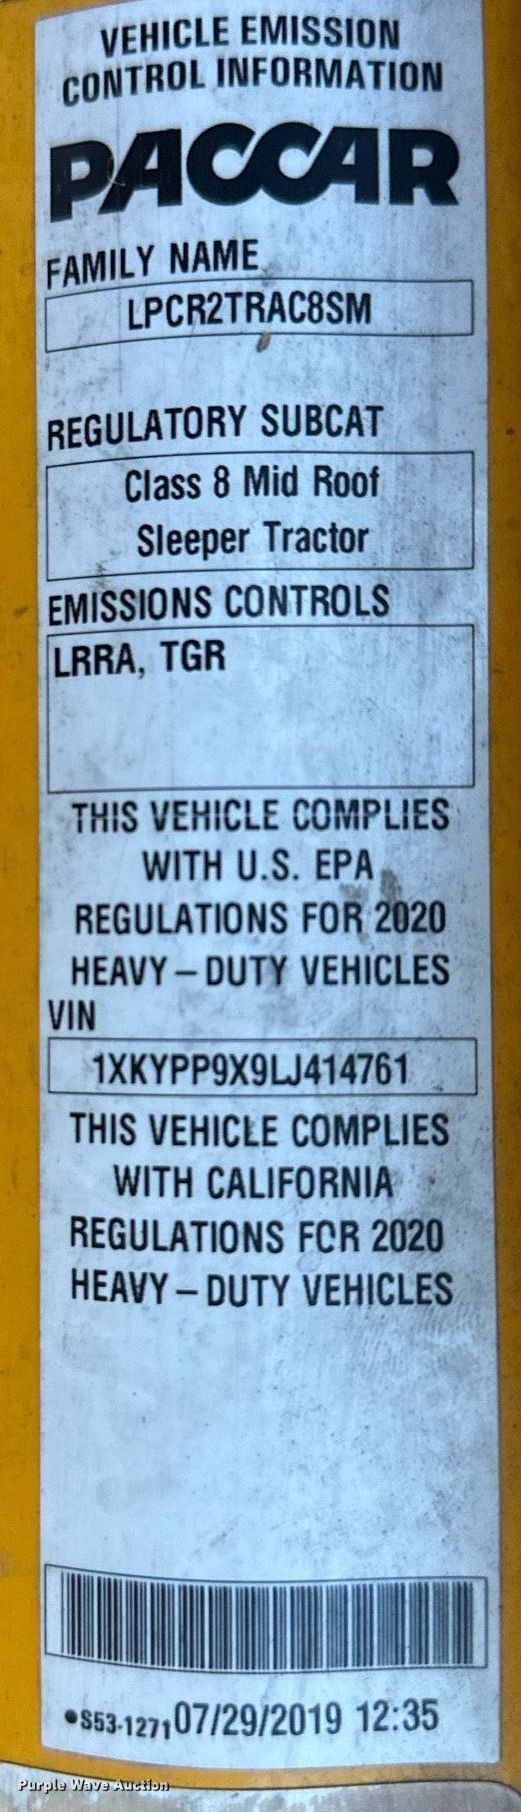 VEHICLE EMISSION
CONTROL INFORMATION
PACCAR
FAMILY NAME
LPCR2TRAC8SM
REGULATORY SUBCAT
Class 8 Mid Roof
Sleeper Tractor
EMISSIONS CONTROLS
LRRA, TGR
THIS VEHICLE COMPLIES
WITH U.S. EPA
REGULATIONS FOR 2020
HEAVY – DUTY VEHICLES
VIN
1XKYPP9X9LJ414761
THIS VEHICLE COMPLIES
WITH CALIFORNIA
REGULATIONS FOR 2020
HEAVY – DUTY VEHICLES
•S53-1271 07/29/2019 12:35
Purple Wave Auction